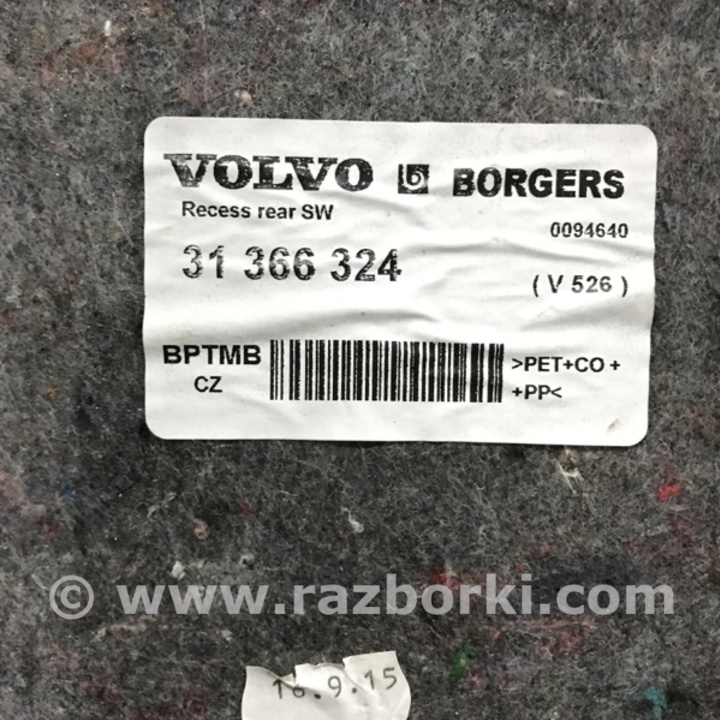 VOLVO BORGERS
Recess rear SW
0094640
31 366 324
( V 526 )
BPTMB
>PET+CO +
CZ
+PP<
© www.razborki.com
16.9.15